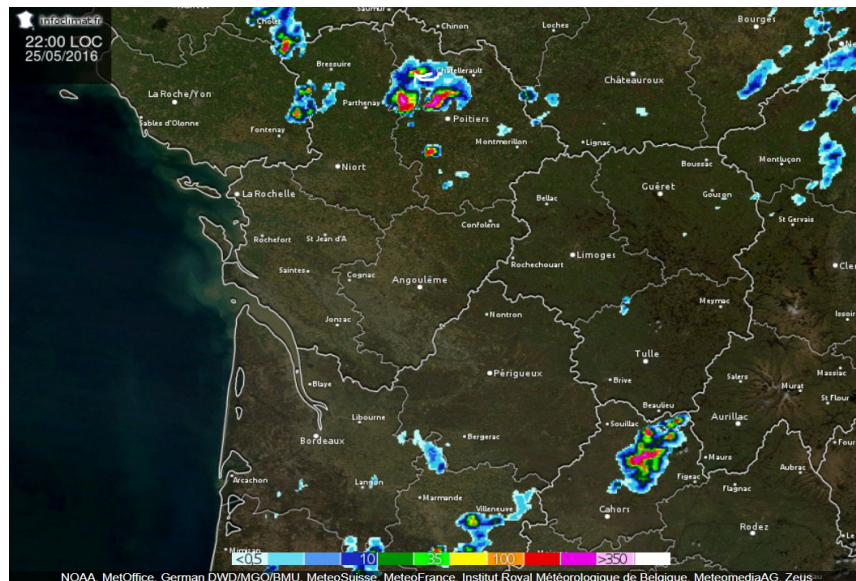 infoclimat.fr
22:00 LOC
25/05/2016
Cholet
Saumur
Chinon
Loches
Bourges
Bressuire
Chatellerault
Châteauroux
La Roche/Yon
Parthenay
Poitiers
Sables d'Olonne
Fontenay
Montmorillon
Lignac
Niort
Boussac
Montluçon
La Rochelle
Bellac
Guéret
Gouzon
Confolens
St Gervais
Rochefort
St Jean d'A
Limoges
Saintes
Cognac
Angoulême
Rochechouart
Meymac
Jonzac
Nontron
Tulle
Périgueux
Blaye
Brive
Salers
Murat
Massiac
St Flour
Libourne
Beaulieu
Aurillac
Bordeaux
Bergerac
Souillac
Maurs
Aubrac
Arcachon
Langon
Marmande
Villeneuve
Figeac
Flagnac
Cahors
Rodez
Mimizan
<0.5 10 35 100 >350
NOAA, MetOffice, German DWD/MGO/BMU, MeteoSuisse, MeteoFrance, Institut Royal Météorologique de Belgique, MeteomediaAG, Zeus